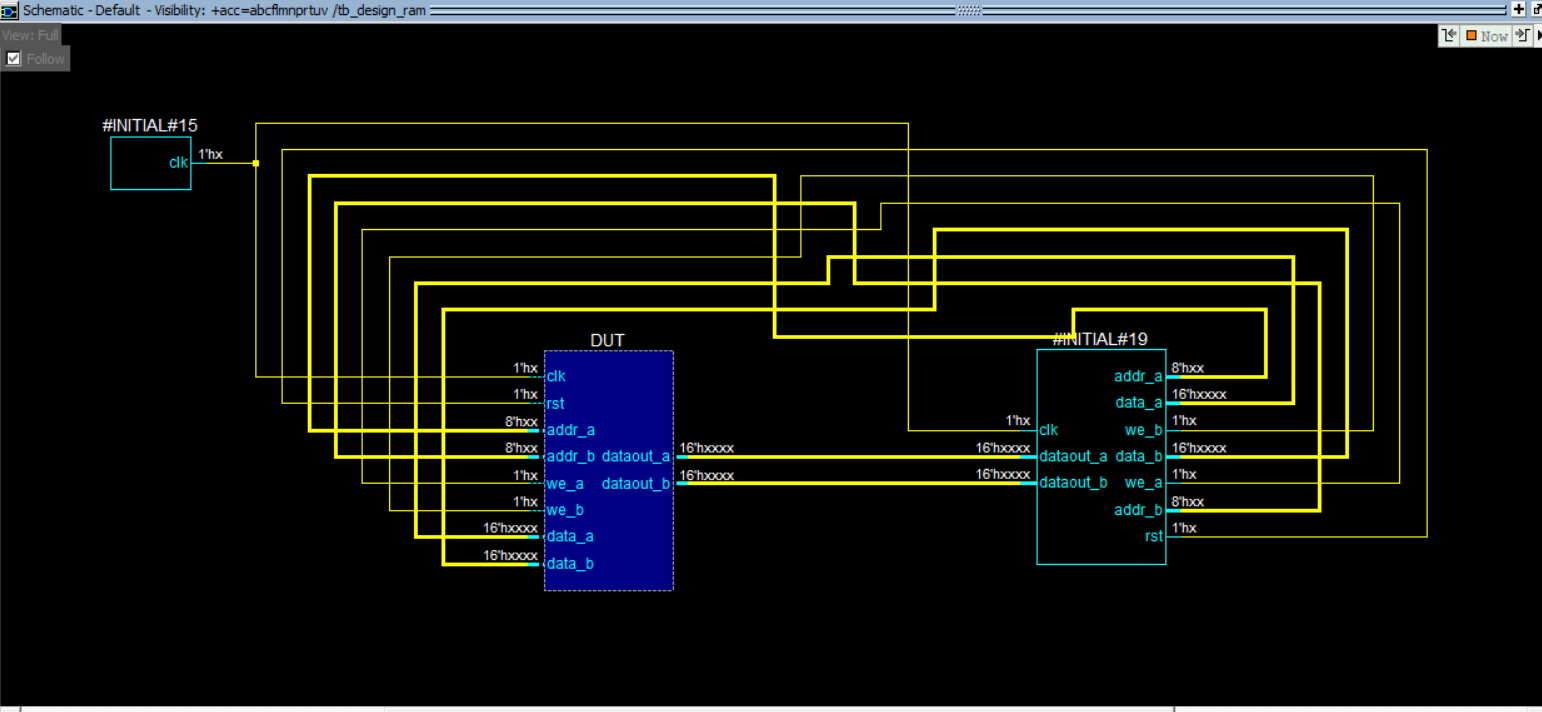 Schematic - Default - Visibility: +acc=abcflmnprtuv /tb_design_ram
View: Full
Follow
Now
#INITIAL#15
clk 1'hx
DUT
1'hx clk
1'hx rst
8'hxx addr_a
8'hxx addr_b dataout_a 16'hxxxx
1'hx we_a dataout_b 16'hxxxx
1'hx we_b
16'hxxxx data_a
16'hxxxx data_b
#INITIAL#19
addr_a 8'hxx
data_a 16'hxxxx
1'hx clk we_b 1'hx
16'hxxxx dataout_a data_b 16'hxxxx
16'hxxxx dataout_b we_a 1'hx
addr_b 8'hxx
rst 1'hx